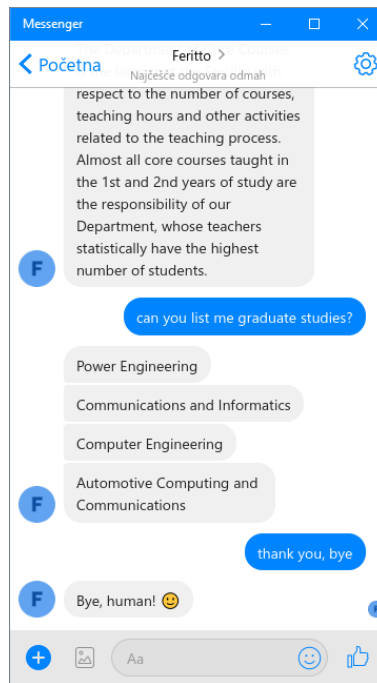 Messenger
Početna
Feritto
Najčešće odgovara odmah
The Department
Courses
respect to the number of courses,
teaching hours and other activities
related to the teaching process.
Almost all core courses taught in
the 1st and 2nd years of study are
the responsibility of our
Department, whose teachers
statistically have the highest
number of students.
F
can you list me graduate studies?
Power Engineering
Communications and Informatics
Computer Engineering
Automotive Computing and
Communications
F
thank you, bye
F
Bye, human!
Aa